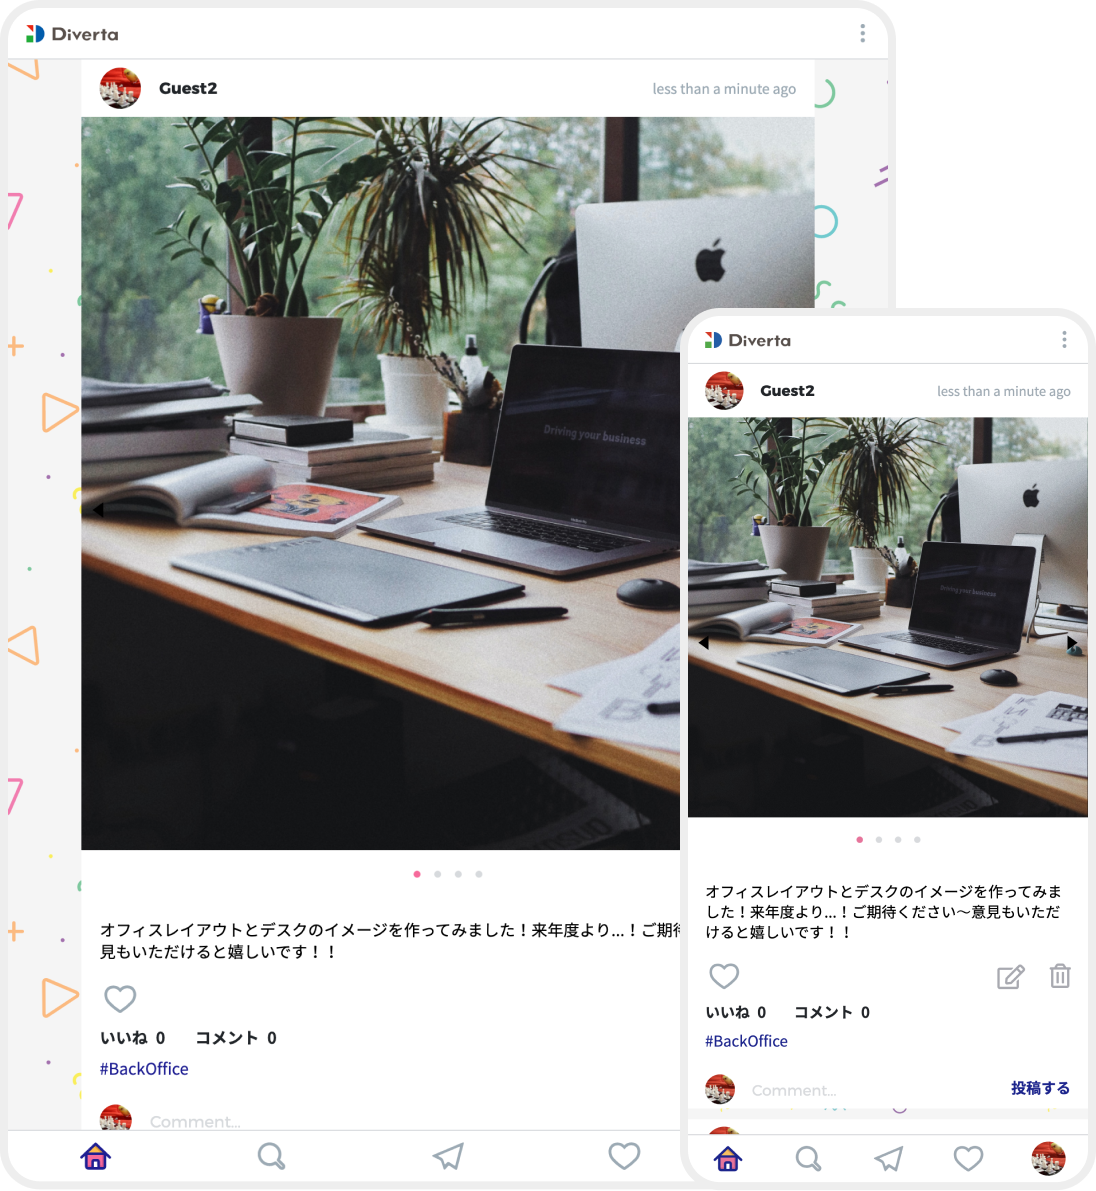 Diverta
Guest2
less than a minute ago
Driving your business
オフィスレイアウトとデスクのイメージを作ってみました！来年度より...！ご期待
見もいただけると嬉しいです！！
いいね 0 コメント 0
#BackOffice
Comment...
Diverta
Guest2
less than a minute ago
Driving your business
オフィスレイアウトとデスクのイメージを作ってみま
した！来年度より...！ご期待ください〜意見もいただ
けると嬉しいです！！
いいね 0 コメント 0
#BackOffice
Comment...
投稿する